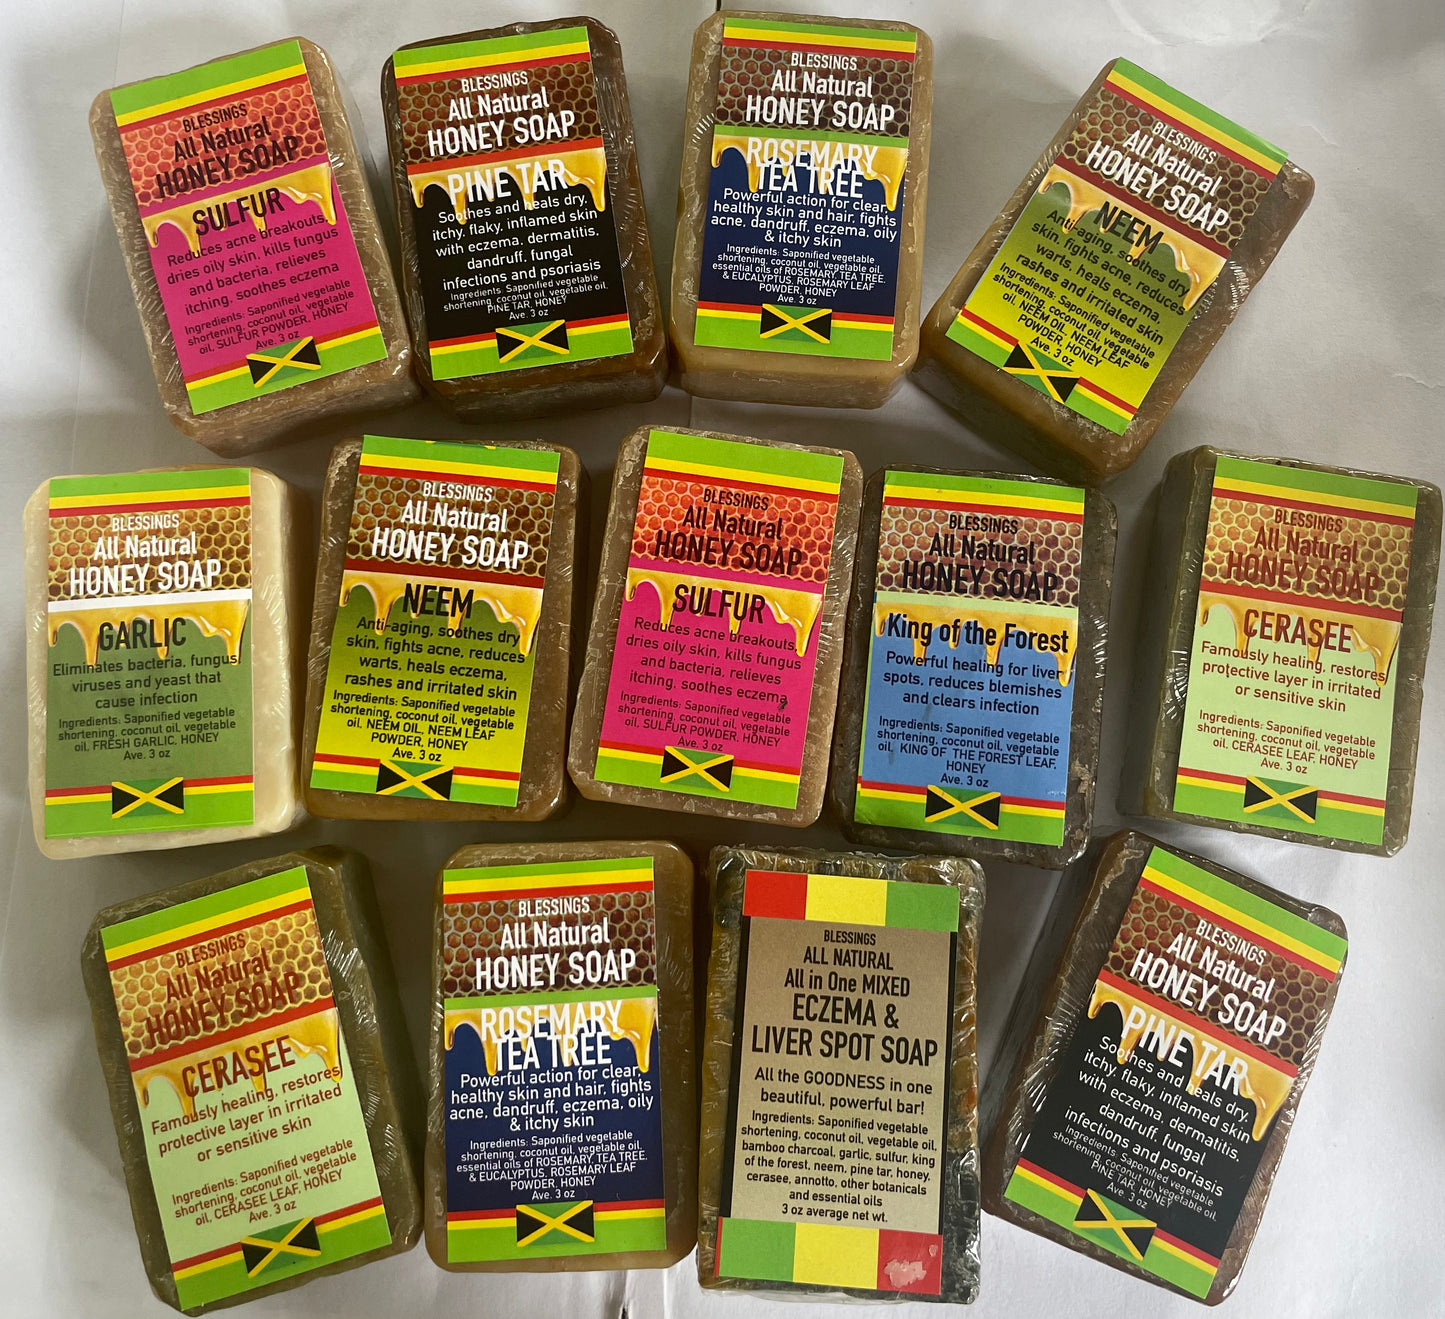 BLESSINGS
All Natural
HONEY SOAP
SULFUR
Reduces acne breakouts,
dries oily skin, kills fungus
and bacteria, relieves
itching, soothes eczema
Ingredients: Saponified vegetable
shortening, coconut oil, vegetable
oil, SULFUR POWDER, HONEY
Ave. 3 oz
BLESSINGS
All Natural
HONEY SOAP
PINE TAR
Soothes and heals dry,
itchy, flaky, inflamed skin
with eczema, dermatitis,
dandruff, fungal
infections and psoriasis
Ingredients: Saponified vegetable
shortening, coconut oil, vegetable oil,
PINE TAR, HONEY
Ave. 3 oz
BLESSINGS
All Natural
HONEY SOAP
ROSEMARY
TEA TREE
Powerful action for clear,
healthy skin and hair, fights
acne, dandruff, eczema, oily
& itchy skin
Ingredients: Saponified vegetable
shortening, coconut oil, vegetable oil,
essential oils of ROSEMARY, TEA TREE,
& EUCALYPTUS, ROSEMARY LEAF
POWDER, HONEY
Ave. 3 oz
BLESSINGS
All Natural
HONEY SOAP
NEEM
Anti-aging, soothes dry
skin, fights acne, reduces
warts, heals eczema,
rashes and irritated skin
Ingredients: Saponified vegetable
shortening, coconut oil, vegetable
oil, NEEM OIL, NEEM LEAF
POWDER, HONEY
Ave. 3 oz
BLESSINGS
All Natural
HONEY SOAP
GARLIC
Eliminates bacteria, fungus,
viruses and yeast that
cause infection
Ingredients: Saponified vegetable
shortening, coconut oil, vegetable
oil, FRESH GARLIC, HONEY
Ave. 3 oz
BLESSINGS
All Natural
HONEY SOAP
NEEM
Anti-aging, soothes dry
skin, fights acne, reduces
warts, heals eczema,
rashes and irritated skin
Ingredients: Saponified vegetable
shortening, coconut oil, vegetable
oil, NEEM OIL, NEEM LEAF
POWDER, HONEY
Ave. 3 oz
BLESSINGS
All Natural
HONEY SOAP
SULFUR
Reduces acne breakouts,
dries oily skin, kills fungus
and bacteria, relieves
itching, soothes eczema
Ingredients: Saponified vegetable
shortening, coconut oil, vegetable
oil, SULFUR POWDER, HONEY
Ave. 3 oz
BLESSINGS
All Natural
HONEY SOAP
King of the Forest
Powerful healing for liver
spots, reduces blemishes
and clears infection
Ingredients: Saponified vegetable
shortening, coconut oil, vegetable
oil, KING OF THE FOREST LEAF,
HONEY
Ave. 3 oz
BLESSINGS
All Natural
HONEY SOAP
CERASEE
Famously healing, restores
protective layer in irritated
or sensitive skin
Ingredients: Saponified vegetable
shortening, coconut oil, vegetable
oil, CERASEE LEAF, HONEY
Ave. 3 oz
BLESSINGS
All Natural
HONEY SOAP
CERASEE
Famously healing, restores
protective layer in irritated
or sensitive skin
Ingredients: Saponified vegetable
shortening, coconut oil, vegetable
oil, CERASEE LEAF, HONEY
Ave. 3 oz
BLESSINGS
All Natural
HONEY SOAP
ROSEMARY
TEA TREE
Powerful action for clear,
healthy skin and hair, fights
acne, dandruff, eczema, oily
& itchy skin
Ingredients: Saponified vegetable
shortening, coconut oil, vegetable oil,
essential oils of ROSEMARY, TEA TREE,
& EUCALYPTUS, ROSEMARY LEAF
POWDER, HONEY
Ave. 3 oz
BLESSINGS
ALL NATURAL
All in One MIXED
ECZEMA &
LIVER SPOT SOAP
All the GOODNESS in one
beautiful, powerful bar!
Ingredients: Saponified vegetable
shortening, coconut oil, vegetable oil,
bamboo charcoal, garlic, sulfur, king
of the forest, neem, pine tar, honey,
cerasee, annotto, other botanicals
and essential oils
3 oz average net wt.
BLESSINGS
All Natural
HONEY SOAP
PINE TAR
Soothes and heals dry,
itchy, flaky, inflamed skin
with eczema, dermatitis,
dandruff, fungal
infections and psoriasis
Ingredients: Saponified vegetable
shortening, coconut oil, vegetable oil,
PINE TAR, HONEY
Ave. 3 oz